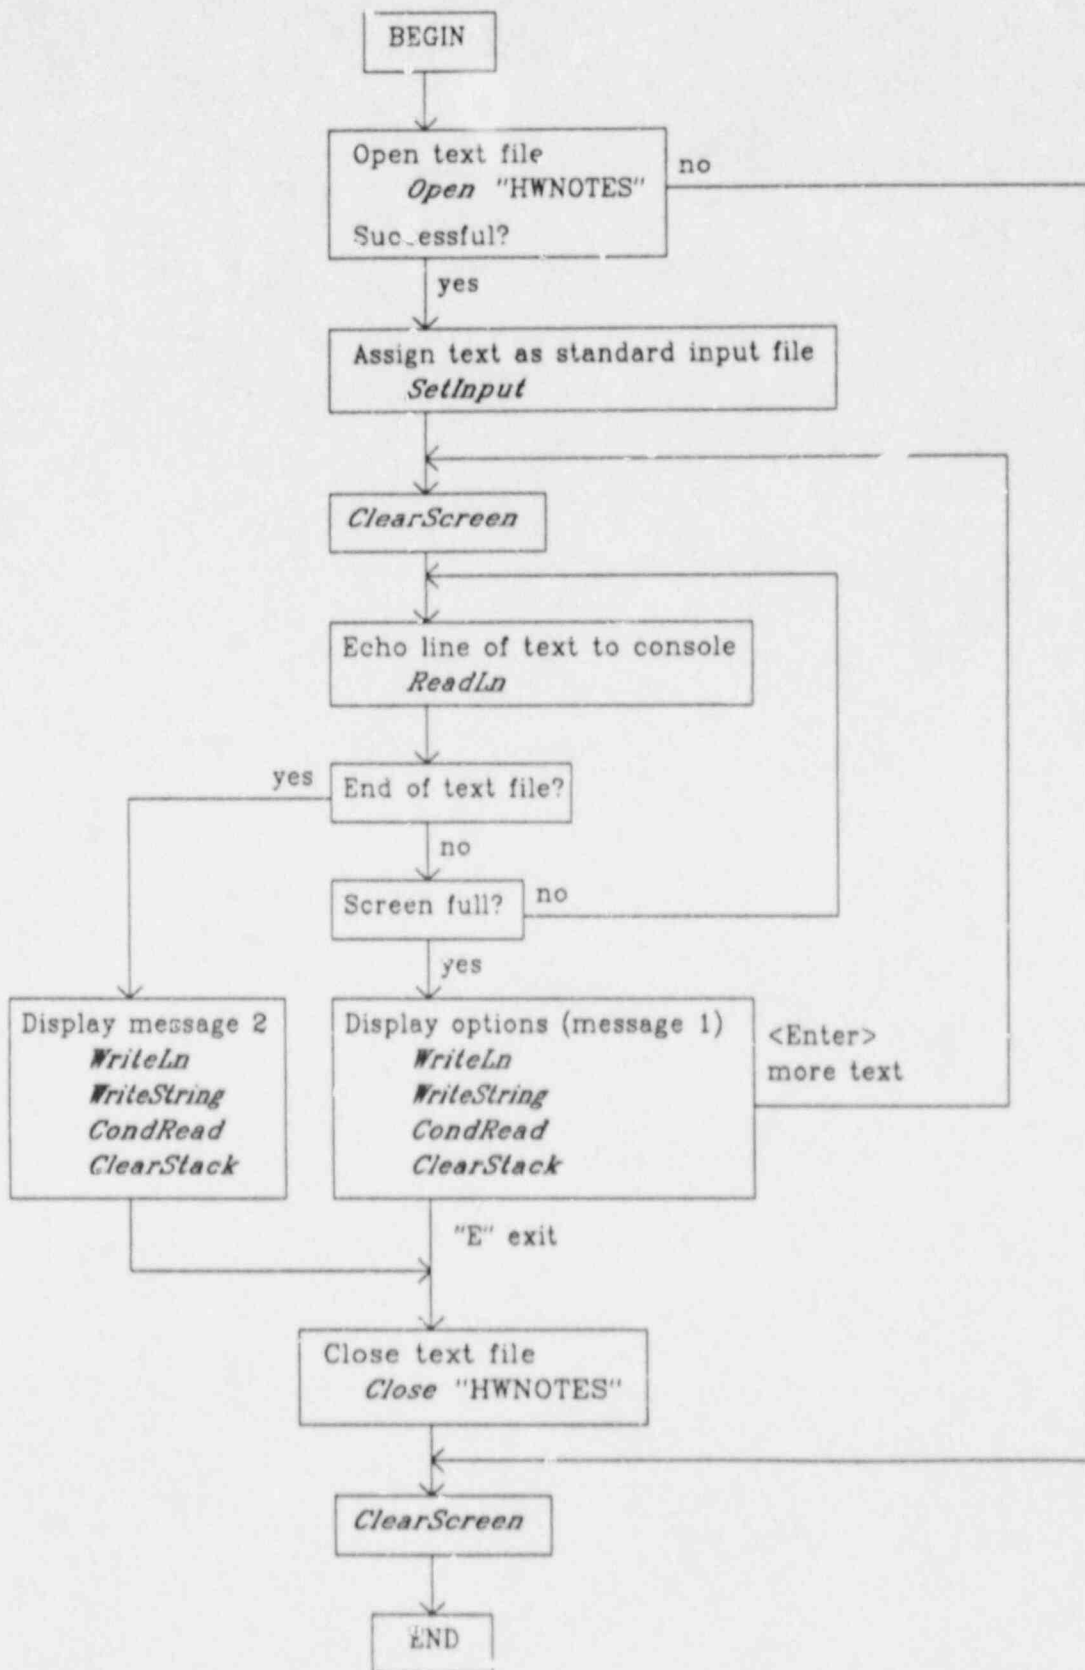 BEGIN
Open text file
Open "HWNOTES"
no
Successful?
yes
Assign text as standard input file
SetInput
ClearScreen
Echo line of text to console
ReadLn
yes
End of text file?
no
Screen full?
no
yes
Display message 2
WriteLn
WriteString
CondRead
ClearStack
Display options (message 1)
WriteLn
WriteString
CondRead
ClearStack
<Enter>
more text
"E" exit
Close text file
Close "HWNOTES"
ClearScreen
END